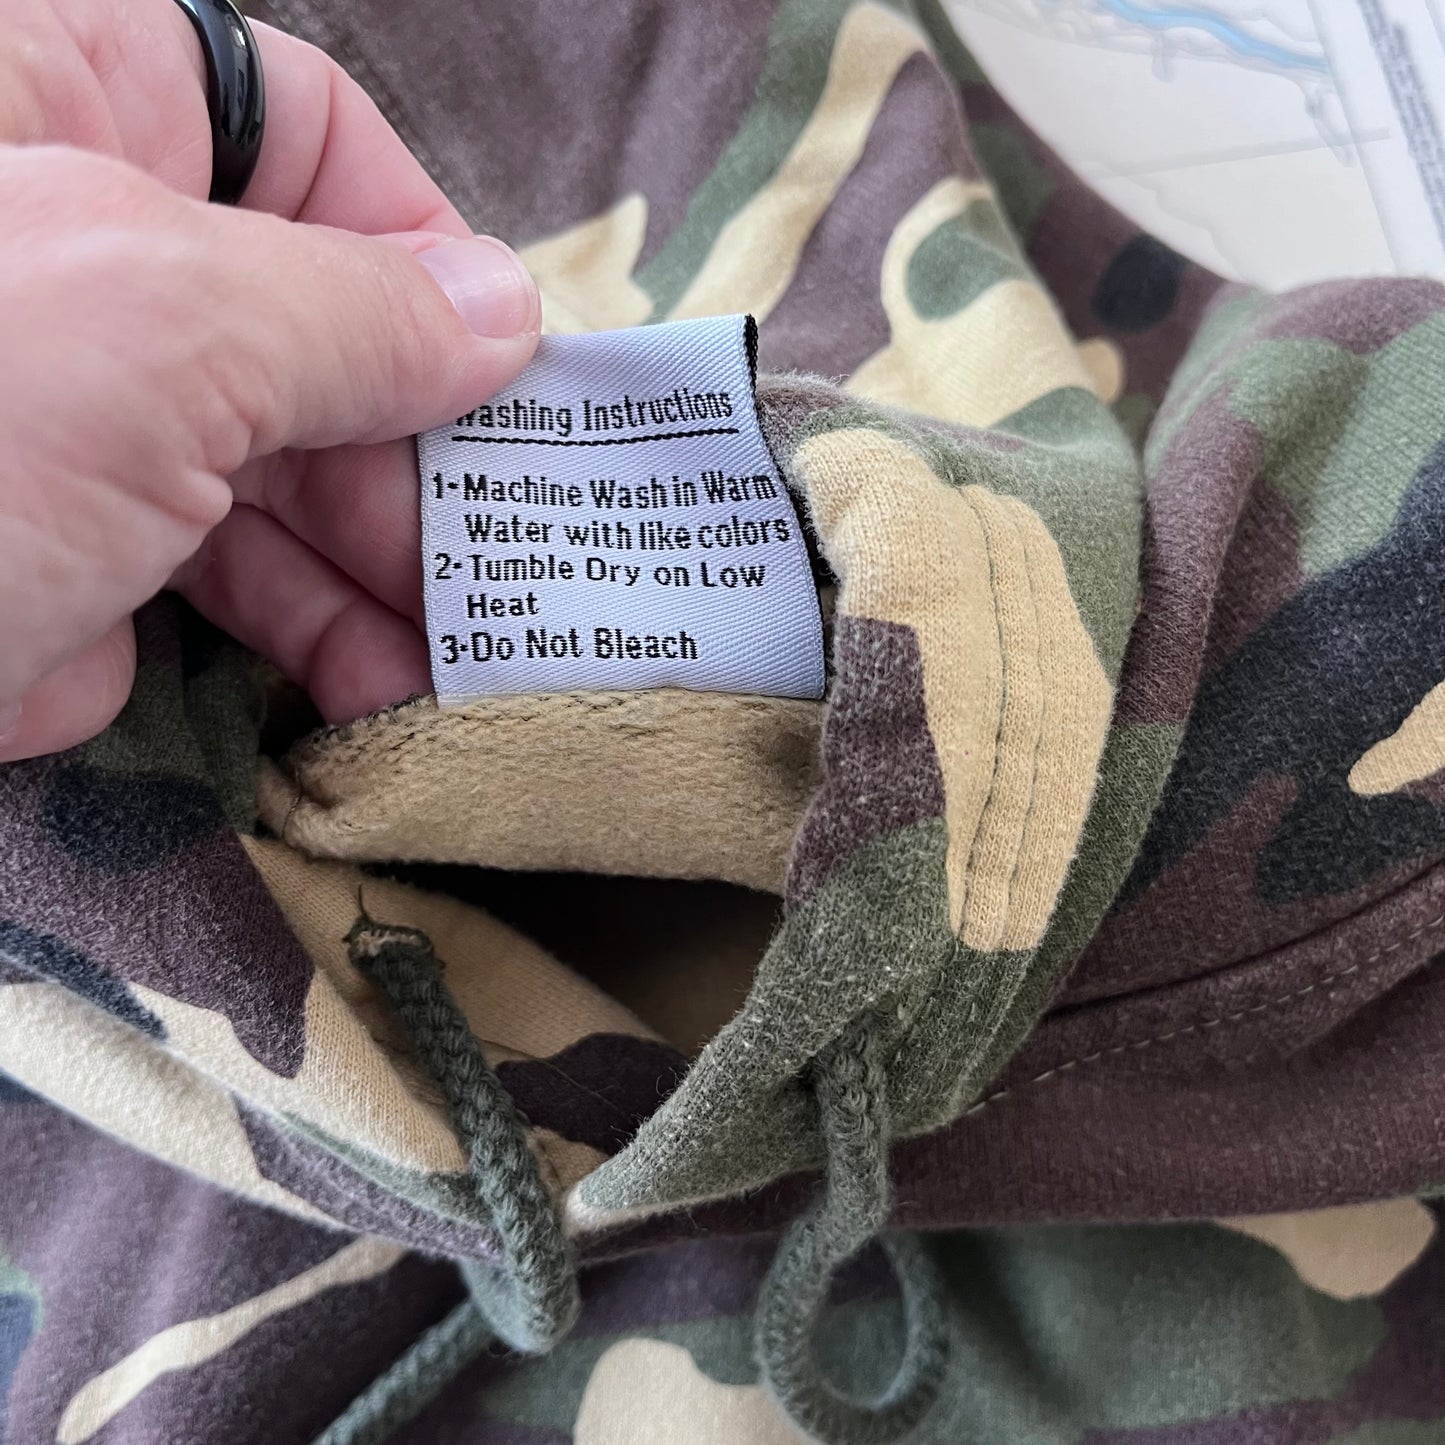 Washing Instructions
1-Machine Wash in Warm
Water with like colors
2-Tumble Dry on Low
Heat
3-Do Not Bleach